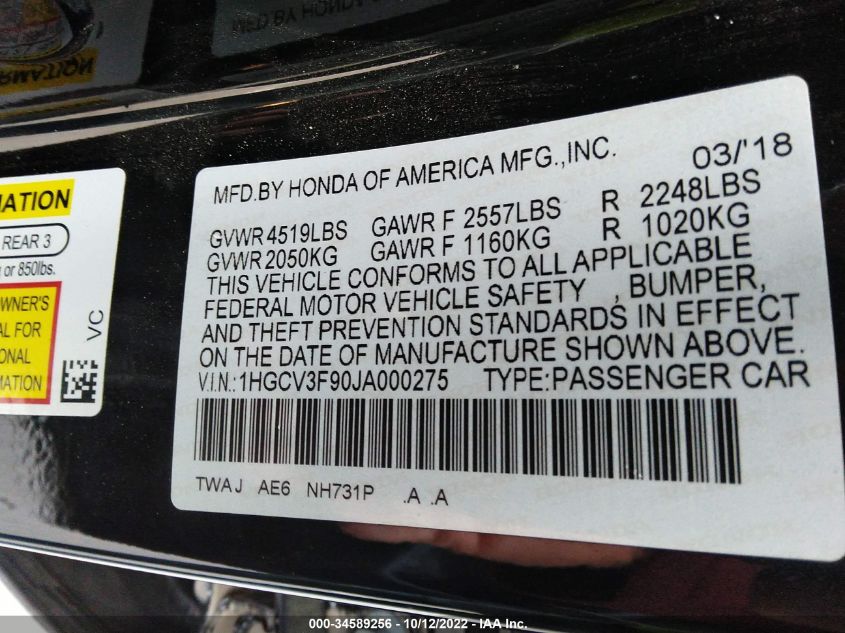 MFD.BY HONDA OF AMERICA MFG.,INC. 03/'18
GVWR 4519LBS GAWR F 2557LBS R 2248LBS
GVWR 2050KG GAWR F 1160KG R 1020KG
THIS VEHICLE CONFORMS TO ALL APPLICABLE
FEDERAL MOTOR VEHICLE SAFETY , BUMPER,
AND THEFT PREVENTION STANDARDS IN EFFECT
ON THE DATE OF MANUFACTURE SHOWN ABOVE.
V.I.N.: 1HGCV3F90JA000275 TYPE:PASSENGER CAR
TWAJ AE6 NH731P .A .A
REAR 3
or 850lbs.
FOR
VC
000-34589256 - 10/12/2022 - IAA Inc.